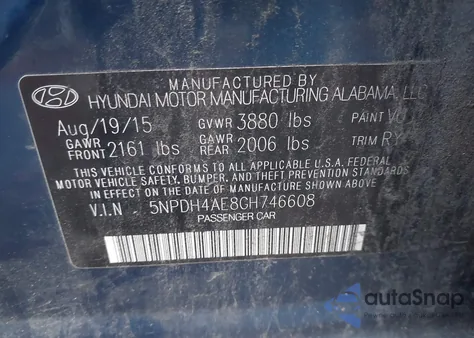 MANUFACTURED BY
HYUNDAI MOTOR MANUFACTURING ALABAMA, LLC
Aug/19/15 GVWR 3880 lbs PAINT
GAWR FRONT 2161 lbs GAWR REAR 2006 lbs TRIM RY
THIS VEHICLE CONFORMS TO ALL APPLICABLE U.S.A. FEDERAL
MOTOR VEHICLE SAFETY, BUMPER, AND THEFT PREVENTION
STANDARDS IN EFFECT ON THE DATE OF MANUFACTURE SHOWN ABOVE.
V.I.N 5NPDH4AE8GH746608
PASSENGER CAR
autoSnap